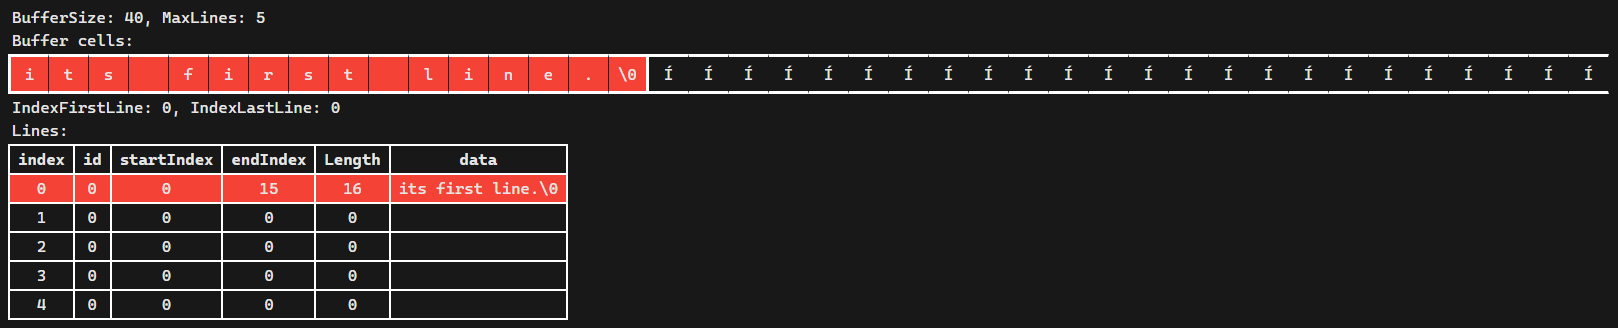 BufferSize: 40, MaxLines: 5
Buffer cells:
i t s   f i r s t   l i n e . \0 Í Í Í Í Í Í Í Í Í Í Í Í Í Í Í Í Í Í Í Í Í Í Í Í
IndexFirstLine: 0, IndexLastLine: 0
Lines:
index id startIndex endIndex Length data
0 0 0 15 16 its first line.\0
1 0 0 0 0
2 0 0 0 0
3 0 0 0 0
4 0 0 0 0